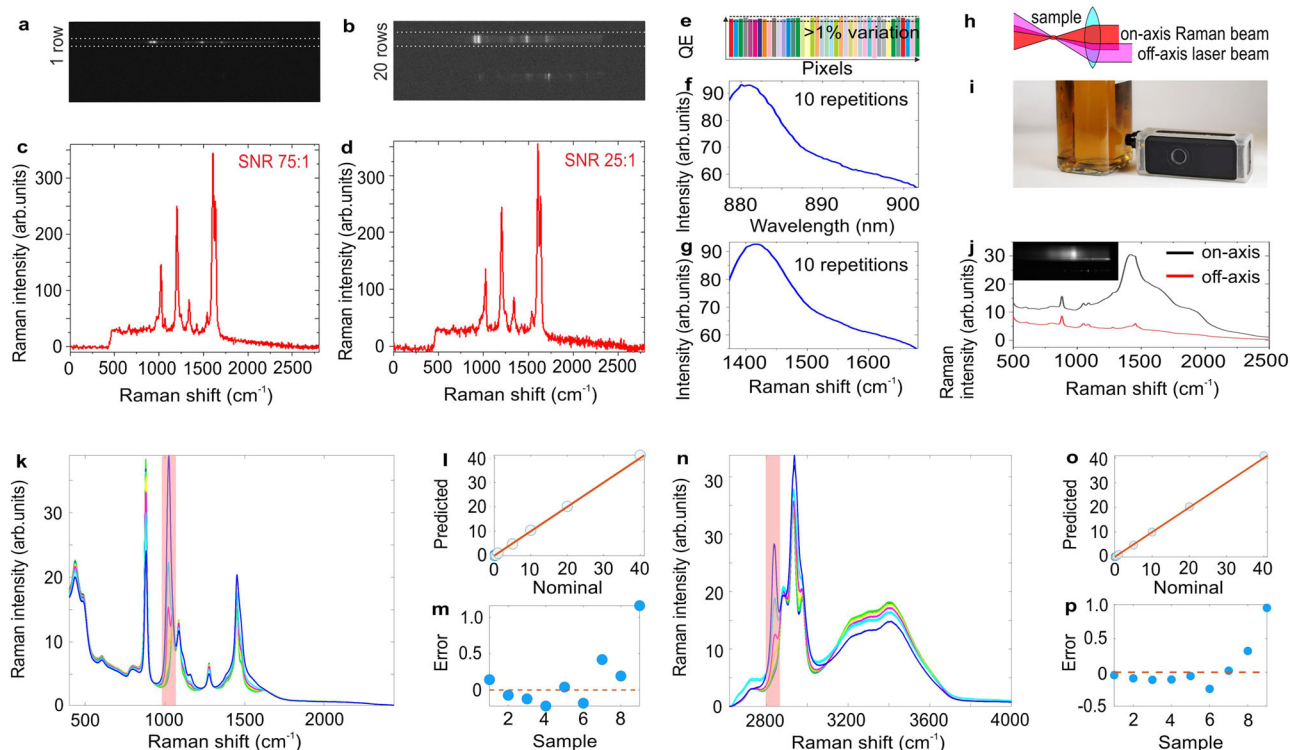 a
1 row
b
20 rows
c
SNR 75:1
Raman intensity (arb.units)
300
200
100
0
0 500 1000 1500 2000 2500
Raman shift (cm⁻¹)
d
SNR 25:1
Raman intensity (arb.units)
300
200
100
0
0 500 1000 1500 2000 2500
Raman shift (cm⁻¹)
e
QE
>1% variation
Pixels
f
10 repetitions
Intensity (arb.units)
90
80
70
60
880 890 900
Wavelength (nm)
g
10 repetitions
Intensity (arb.units)
90
80
70
60
1400 1500 1600
Raman shift (cm⁻¹)
h
sample
on-axis Raman beam
off-axis laser beam
i
j
on-axis
off-axis
Raman
intensity (arb.units)
30
20
10
0
500 1000 1500 2000 2500
Raman shift (cm⁻¹)
k
Raman intensity (arb.units)
30
20
10
0
500 1000 1500 2000
Raman shift (cm⁻¹)
l
Predicted
40
30
20
10
0
0 10 20 30 40
Nominal
m
Error
1.0
0.5
0
2 4 6 8
Sample
n
Raman intensity (arb.units)
30
20
10
0
2800 3200 3600 4000
Raman shift (cm⁻¹)
o
Predicted
40
30
20
10
0
0 10 20 30 40
Nominal
p
Error
1.0
0.5
0
-0.5
2 4 6 8
Sample